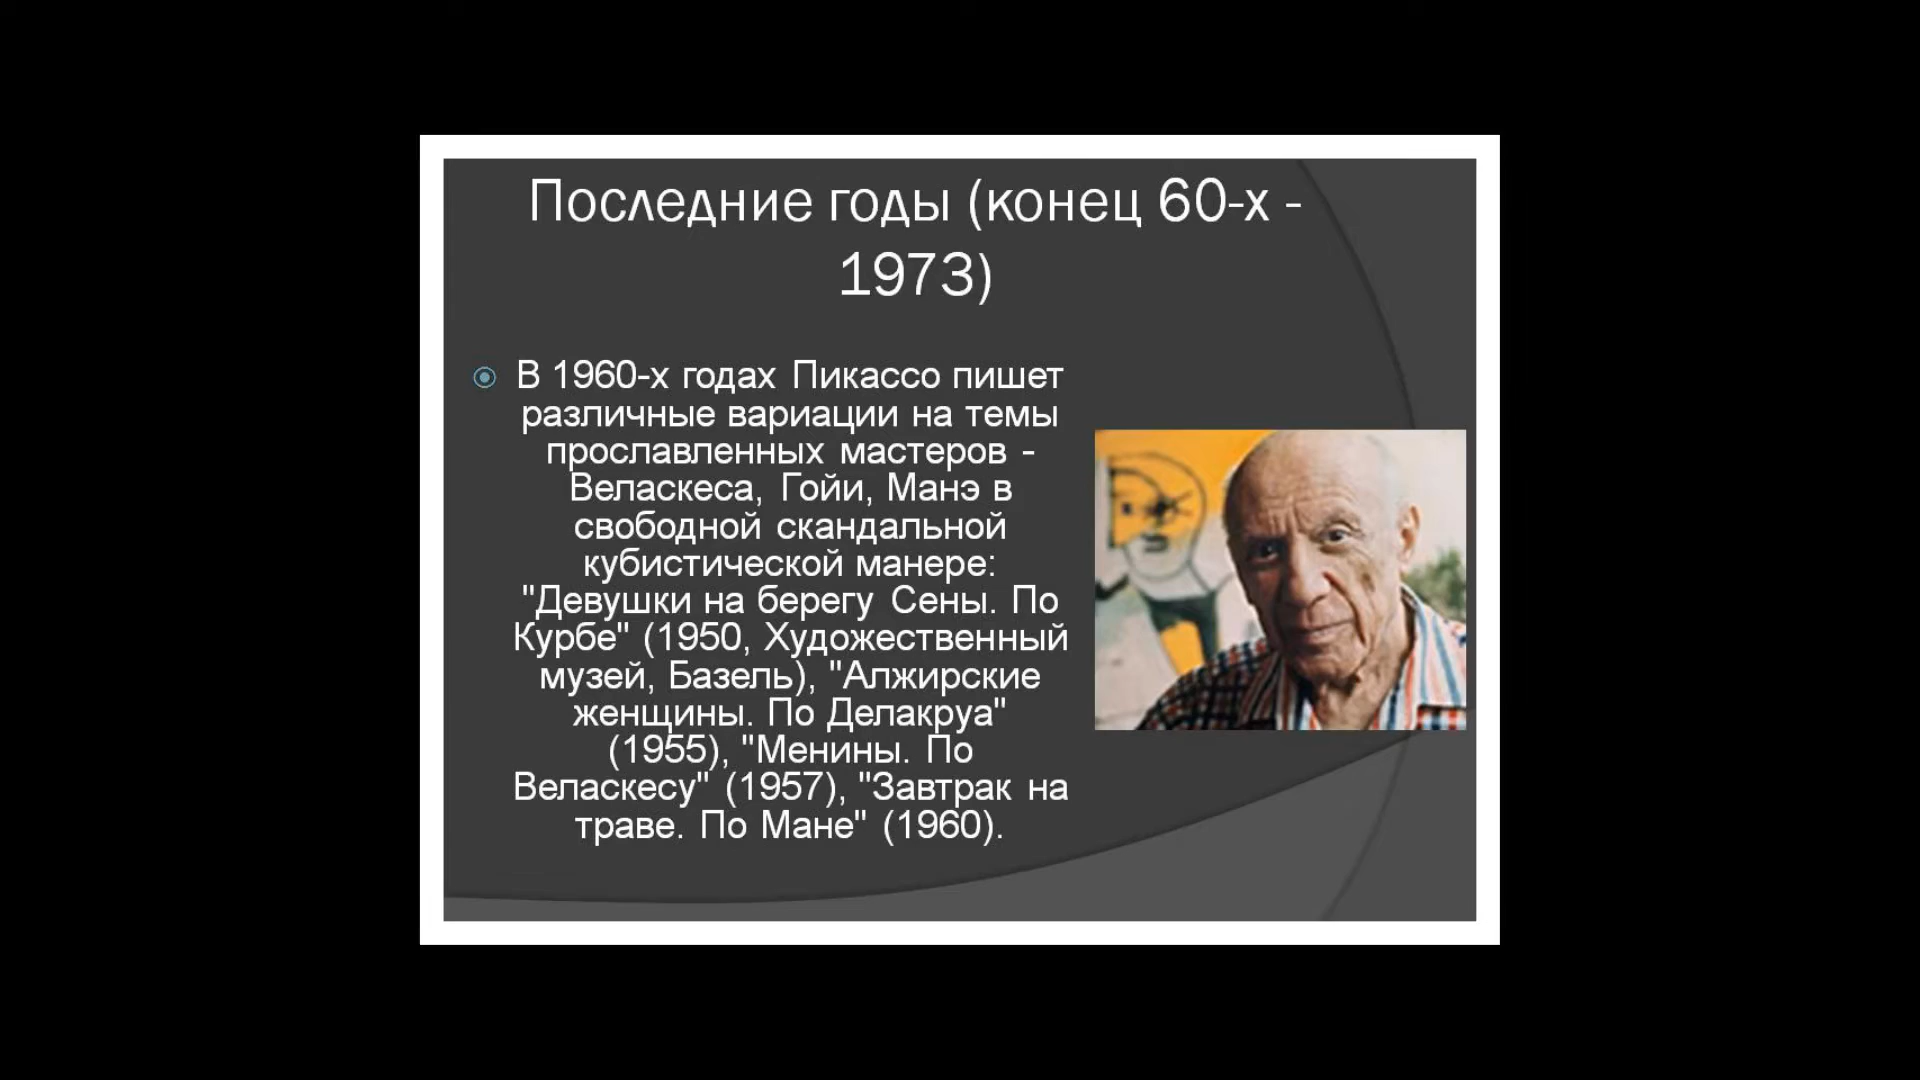 Последние годы (конец 60-х -
1973)
В 1960-х годах Пикассо пишет
различные вариации на темы
прославленных мастеров -
Веласкеса, Гойи, Манэ в
свободной скандальной
кубистической манере:
"Девушки на берегу Сены. По
Курбе" (1950, Художественный
музей, Базель), "Алжирские
женщины. По Делакруа"
(1955), "Менины. По
Веласкесу" (1957), "Завтрак на
траве. По Мане" (1960).